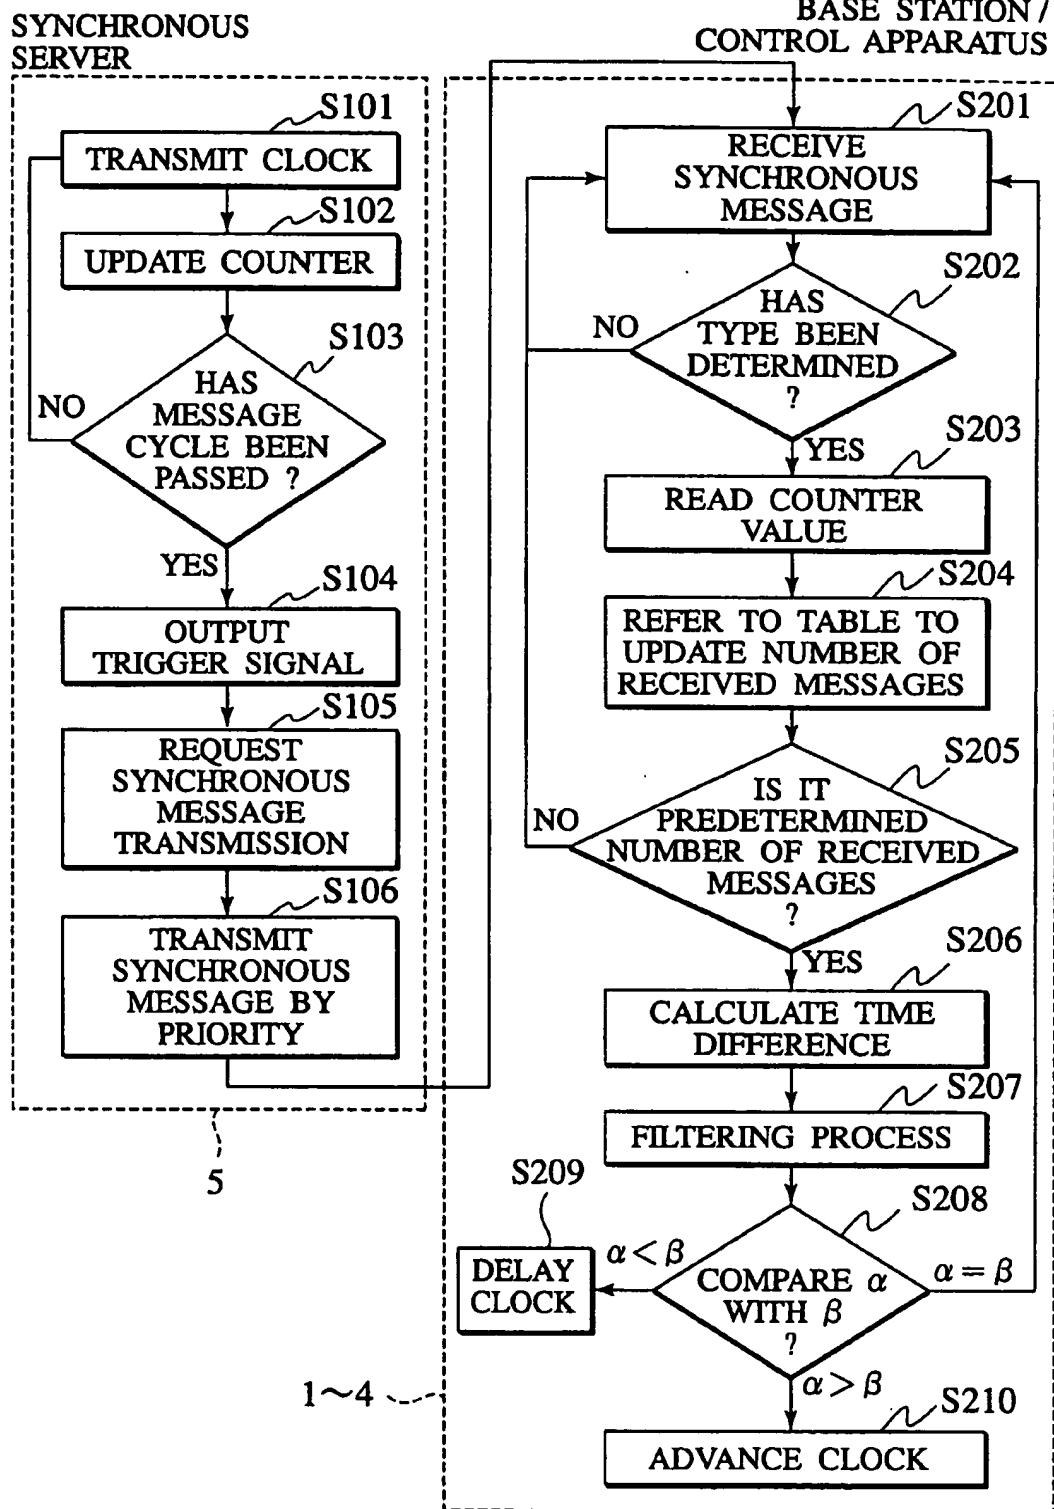 SYNCHRONOUS
SERVER
S101
TRANSMIT CLOCK
S102
UPDATE COUNTER
S103
HAS
MESSAGE
CYCLE BEEN
PASSED ?
NO
YES
S104
OUTPUT
TRIGGER SIGNAL
S105
REQUEST
SYNCHRONOUS
MESSAGE
TRANSMISSION
S106
TRANSMIT
SYNCHRONOUS
MESSAGE BY
PRIORITY
5
BASE STATION /
CONTROL APPARATUS
S201
RECEIVE
SYNCHRONOUS
MESSAGE
S202
HAS
TYPE BEEN
DETERMINED
?
NO
YES
S203
READ COUNTER
VALUE
S204
REFER TO TABLE TO
UPDATE NUMBER OF
RECEIVED MESSAGES
S205
IS IT
PREDETERMINED
NUMBER OF RECEIVED
MESSAGES
?
NO
YES
S206
CALCULATE TIME
DIFFERENCE
S207
FILTERING PROCESS
S208
COMPARE α
WITH β
?
α < β
α = β
α > β
S209
DELAY
CLOCK
S210
ADVANCE CLOCK
1~4